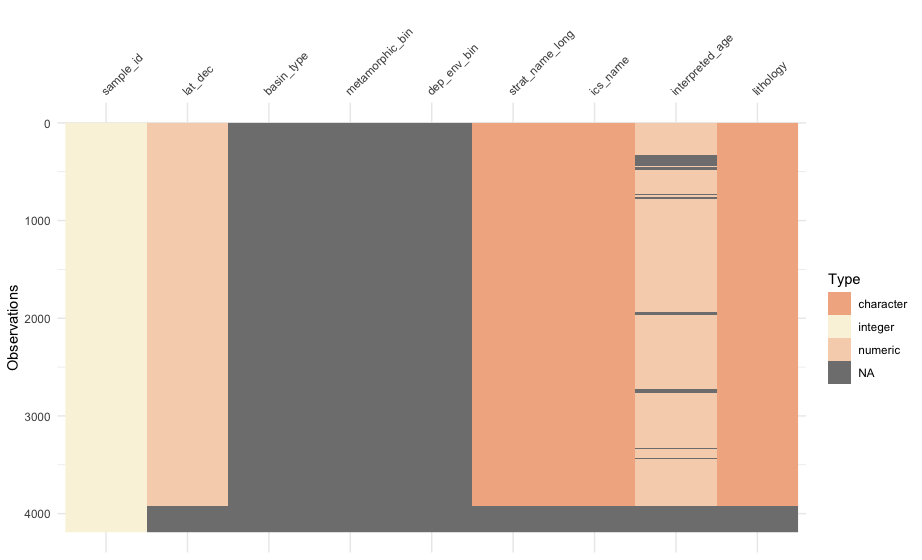 sample_id
lat_dec
basin_type
metamorphic_bin
dep_env_bin
strat_name_long
ics_name
interpreted_age
lithology
0
1000
2000
3000
4000
Observations
Type
character
integer
numeric
NA